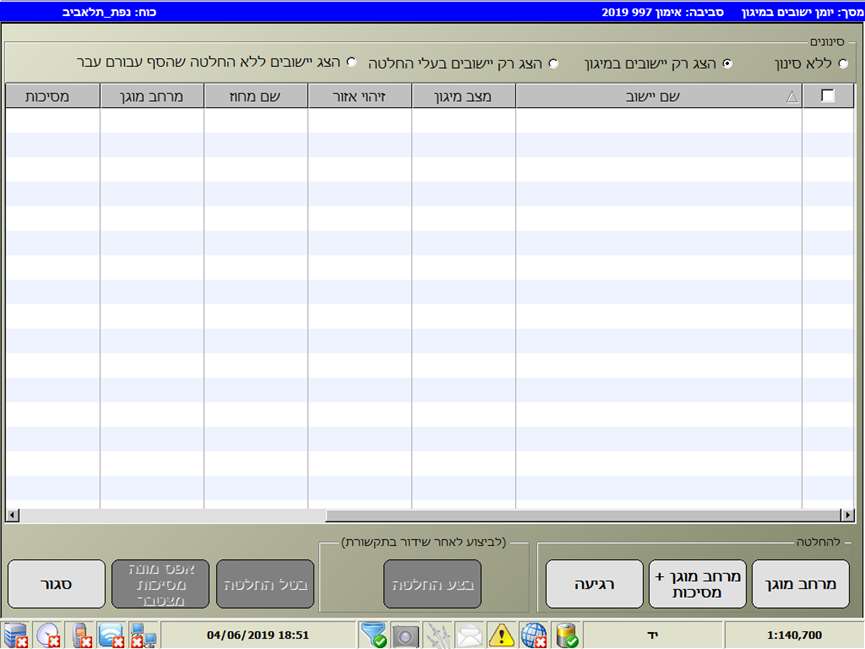 מסך: יומן ישובים במיגון סביבה: אימון 997 2019 כוח: נפת_תלאביב
סינונים
ללא סינון הצג רק יישובים במיגון הצג רק יישובים בעלי החלטה הצג יישובים ללא החלטה שהסף עבורם עבר
שם יישוב מצב מיגון זיהוי אזור שם מחוז מרחב מוגן מסיכות
להחלטה (לביצוע לאחר שידור בתקשורת)
מרחב מוגן
מרחב מוגן +
מסיכות
רגיעה
בצע החלטה
בטל החלטה
אפס מונה
מסיכות
מצטבר
סגור
1:140,700 יד 04/06/2019 18:51